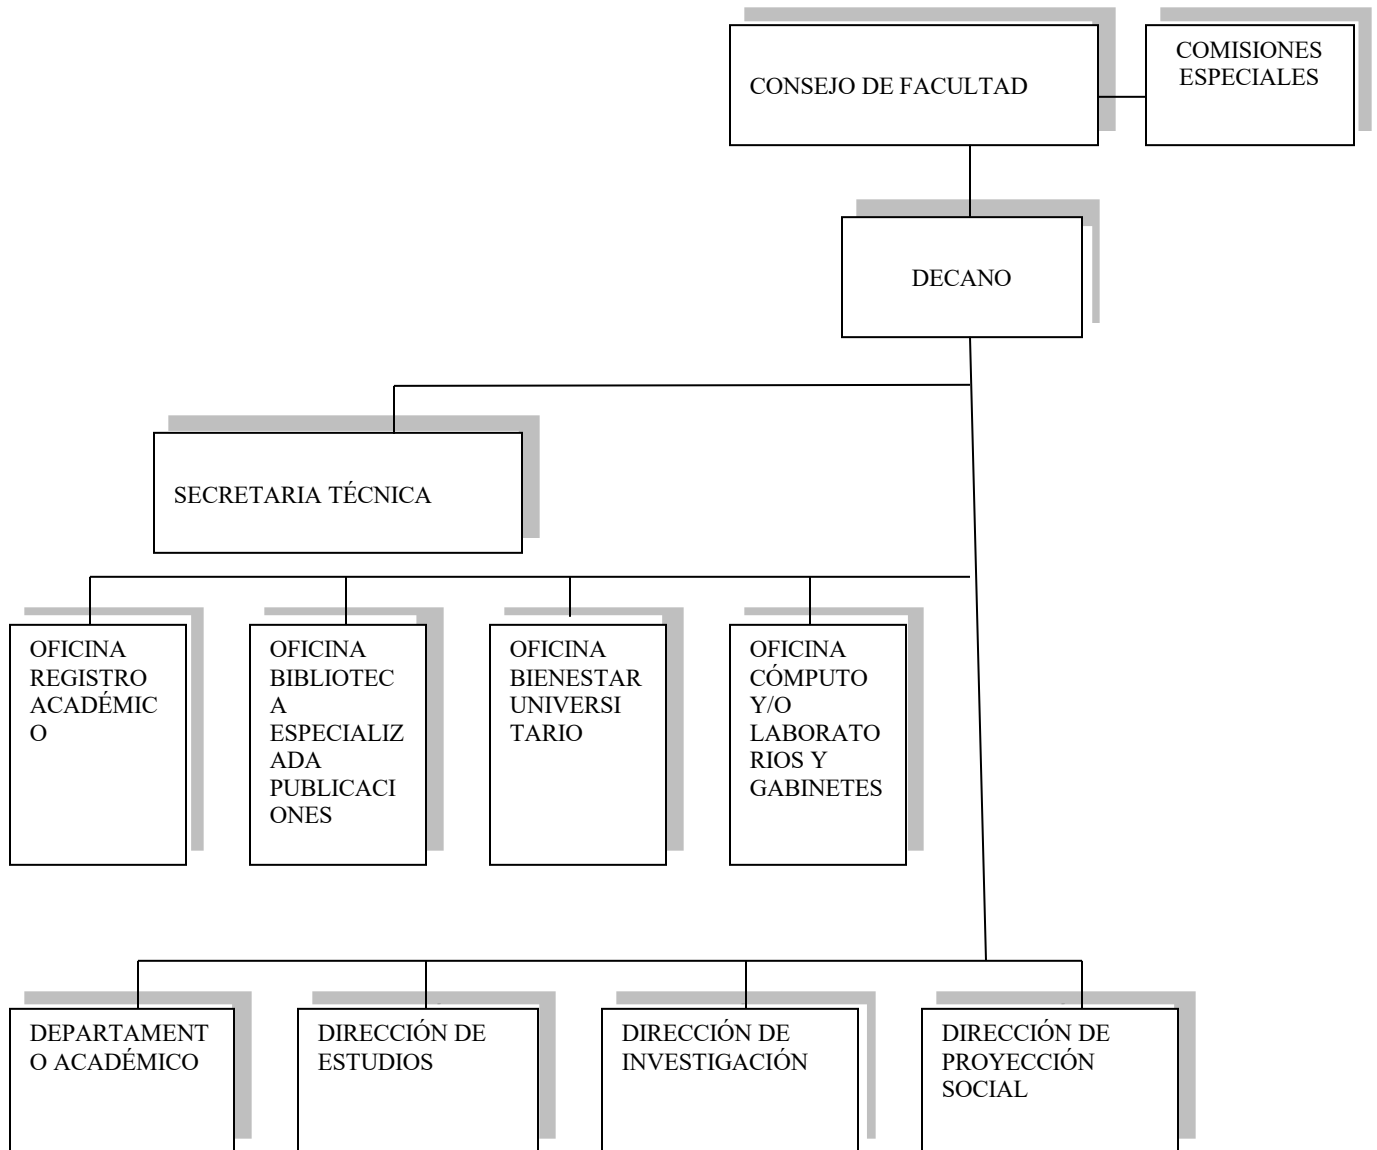 CONSEJO DE FACULTAD
COMISIONES
ESPECIALES
DECANO
SECRETARIA TÉCNICA
OFICINA
REGISTRO
ACADÉMIC
O
OFICINA
BIBLIOTEC
A
ESPECIALIZ
ADA
PUBLICACI
ONES
OFICINA
BIENESTAR
UNIVERSI
TARIO
OFICINA
CÓMPUTO
Y/O
LABORATO
RIOS Y
GABINETES
DEPARTAMENT
O ACADÉMICO
DIRECCIÓN DE
ESTUDIOS
DIRECCIÓN DE
INVESTIGACIÓN
DIRECCIÓN DE
PROYECCIÓN
SOCIAL